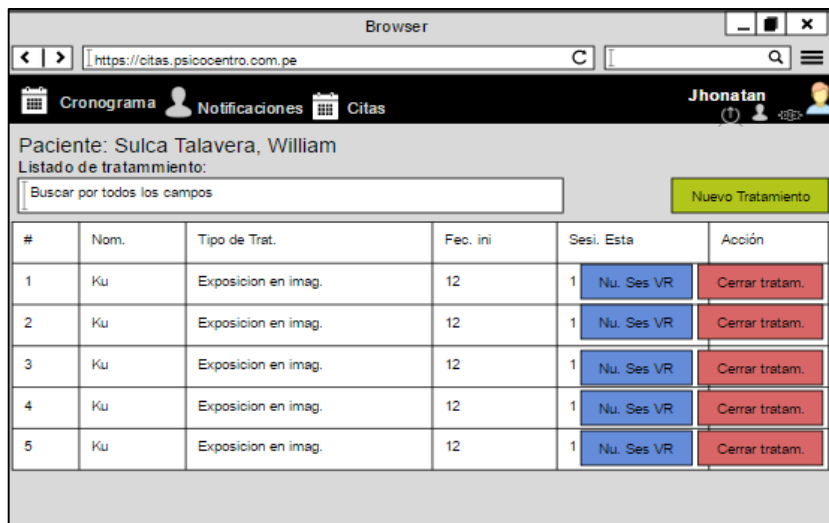 Browser
https://citas.psicocentro.com.pe
Cronograma Notificaciones Citas Jhonatan
Paciente: Sulca Talavera, William
Listado de tratammiento:
Buscar por todos los campos Nuevo Tratamiento
# Nom. Tipo de Trat. Fec. ini Sesi. Esta Acción
1 Ku Exposicion en imag. 12 1 Nu. Ses VR Cerrar tratam.
2 Ku Exposicion en imag. 12 1 Nu. Ses VR Cerrar tratam.
3 Ku Exposicion en imag. 12 1 Nu. Ses VR Cerrar tratam.
4 Ku Exposicion en imag. 12 1 Nu. Ses VR Cerrar tratam.
5 Ku Exposicion en imag. 12 1 Nu. Ses VR Cerrar tratam.